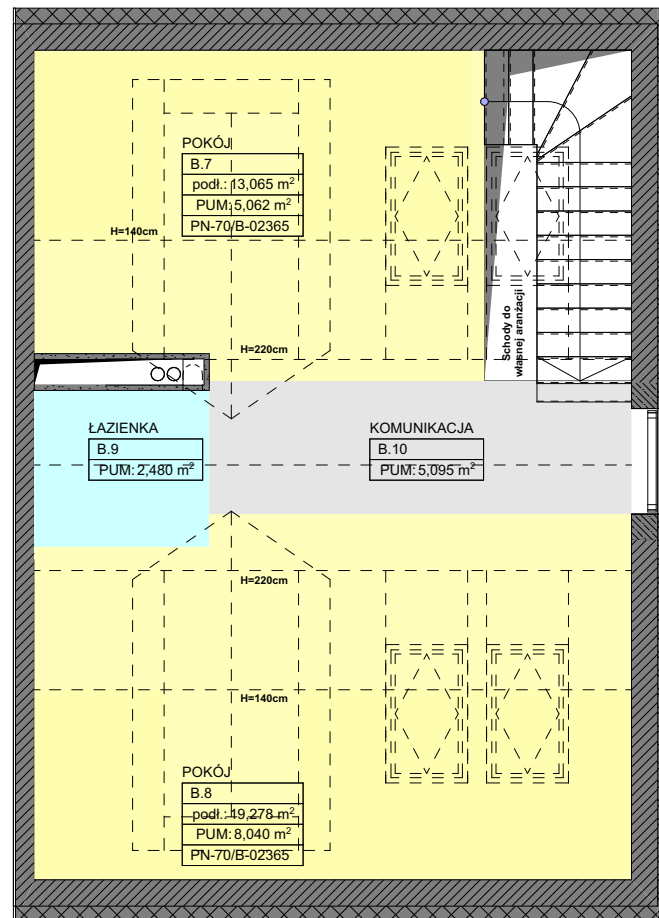 POKÓJ
B.7
podł.: 13,065 m²
PUM: 5,062 m²
PN-70/B-02365
H=140cm
H=220cm
Schody do
własnej aranżacji
ŁAZIENKA
B.9
PUM: 2,480 m²
KOMUNIKACJA
B.10
PUM: 5,095 m²
H=220cm
H=140cm
POKÓJ
B.8
podł.: 19,278 m²
PUM: 8,040 m²
PN-70/B-02365